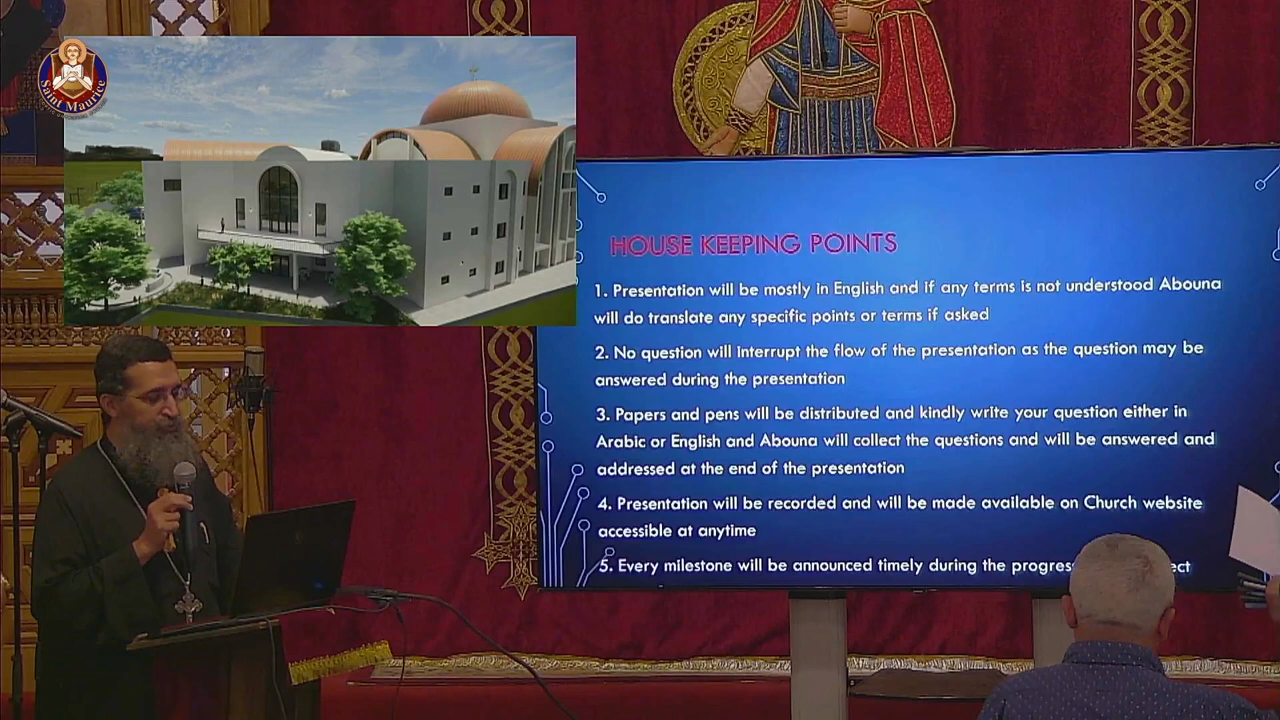 Saint Maurice
HOUSE KEEPING POINTS
1. Presentation will be mostly in English and if any terms is not understood Abouna
will do translate any specific points or terms if asked
2. No question will interrupt the flow of the presentation as the question may be
answered during the presentation
3. Papers and pens will be distributed and kindly write your question either in
Arabic or English and Abouna will collect the questions and will be answered and
addressed at the end of the presentation
4. Presentation will be recorded and will be made available on Church website
accessible at anytime
5. Every milestone will be announced timely during the